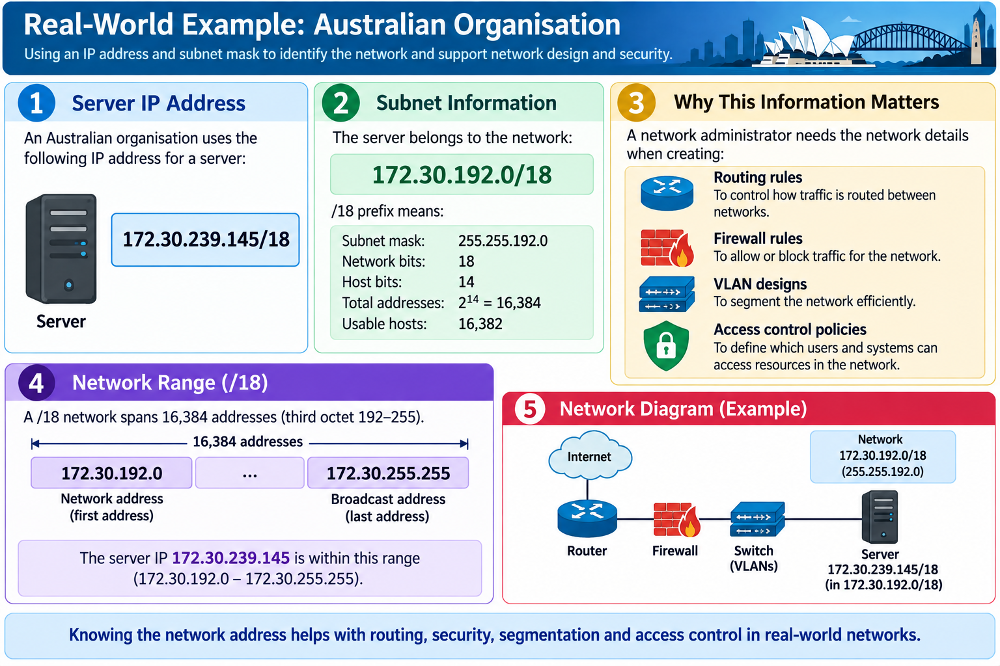 Real-World Example: Australian Organisation
Using an IP address and subnet mask to identify the network and support network design and security.
1 Server IP Address
An Australian organisation uses the
following IP address for a server:
172.30.239.145/18
Server
2 Subnet Information
The server belongs to the network:
172.30.192.0/18
/18 prefix means:
Subnet mask: 255.255.192.0
Network bits: 18
Host bits: 14
Total addresses: 2¹⁴ = 16,384
Usable hosts: 16,382
3 Why This Information Matters
A network administrator needs the network details
when creating:
Routing rules
To control how traffic is routed between
networks.
Firewall rules
To allow or block traffic for the network.
VLAN designs
To segment the network efficiently.
Access control policies
To define which users and systems can
access resources in the network.
4 Network Range (/18)
A /18 network spans 16,384 addresses (third octet 192–255).
16,384 addresses
172.30.192.0 ... 172.30.255.255
Network address
(first address)
Broadcast address
(last address)
The server IP 172.30.239.145 is within this range
(172.30.192.0 – 172.30.255.255).
5 Network Diagram (Example)
Internet
Network
172.30.192.0/18
(255.255.192.0)
Router
Firewall
Switch
(VLANs)
Server
172.30.239.145/18
(in 172.30.192.0/18)
Knowing the network address helps with routing, security, segmentation and access control in real-world networks.